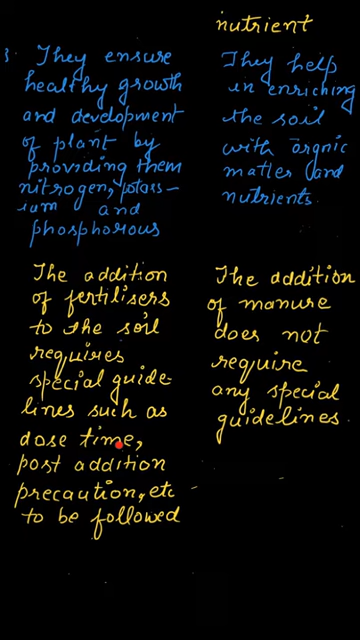 nutrient
3. They ensure
healthy growth
and development
of plant by
providing them
nitrogen, potass-
ium and
phosphorous
They help
in enriching
the soil
with orgnic
matter and
nutrients
The addition
of fertilisers
to the soil
requires
special guide-
lines such as
dose time,
post addition
precaution, etc
to be followed
The addition
of manure
does not
require
any special
guidelines